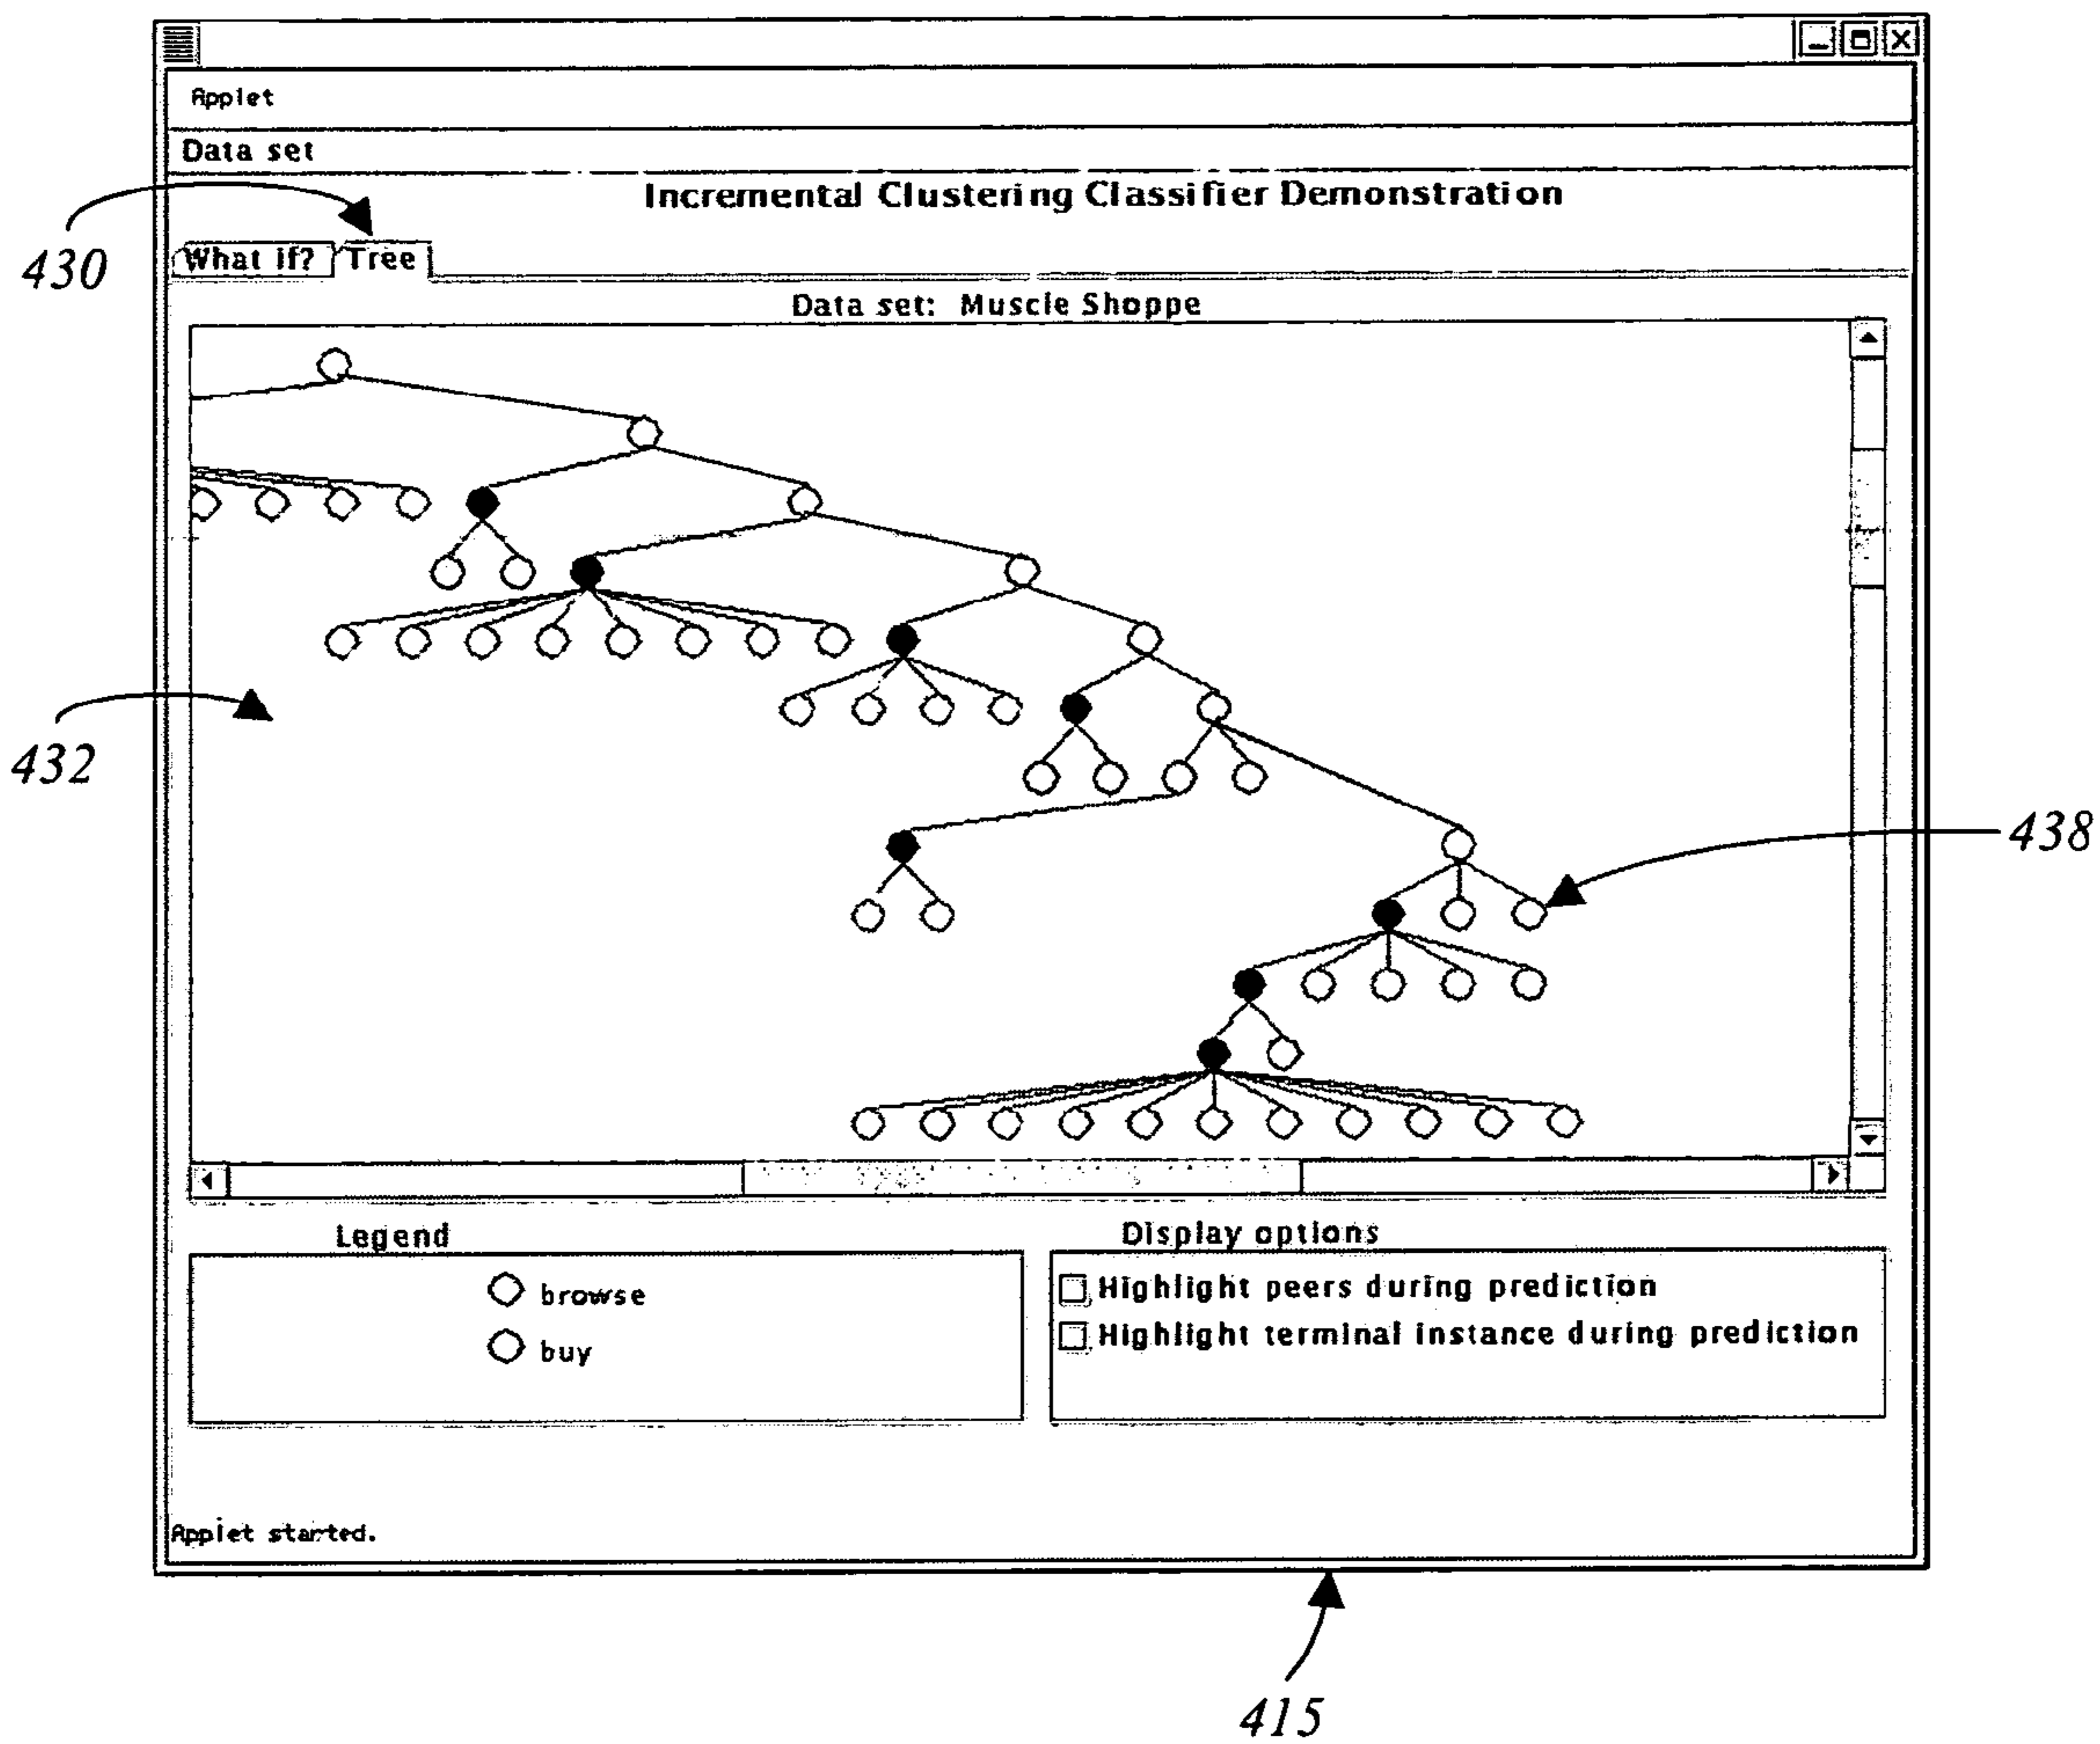 Applet
Data set
Incremental Clustering Classifier Demonstration
430
What if? Tree
Data set: Muscle Shoppe
432
438
Legend
Display options
browse
buy
Highlight peers during prediction
Highlight terminal instance during prediction
Applet started.
415